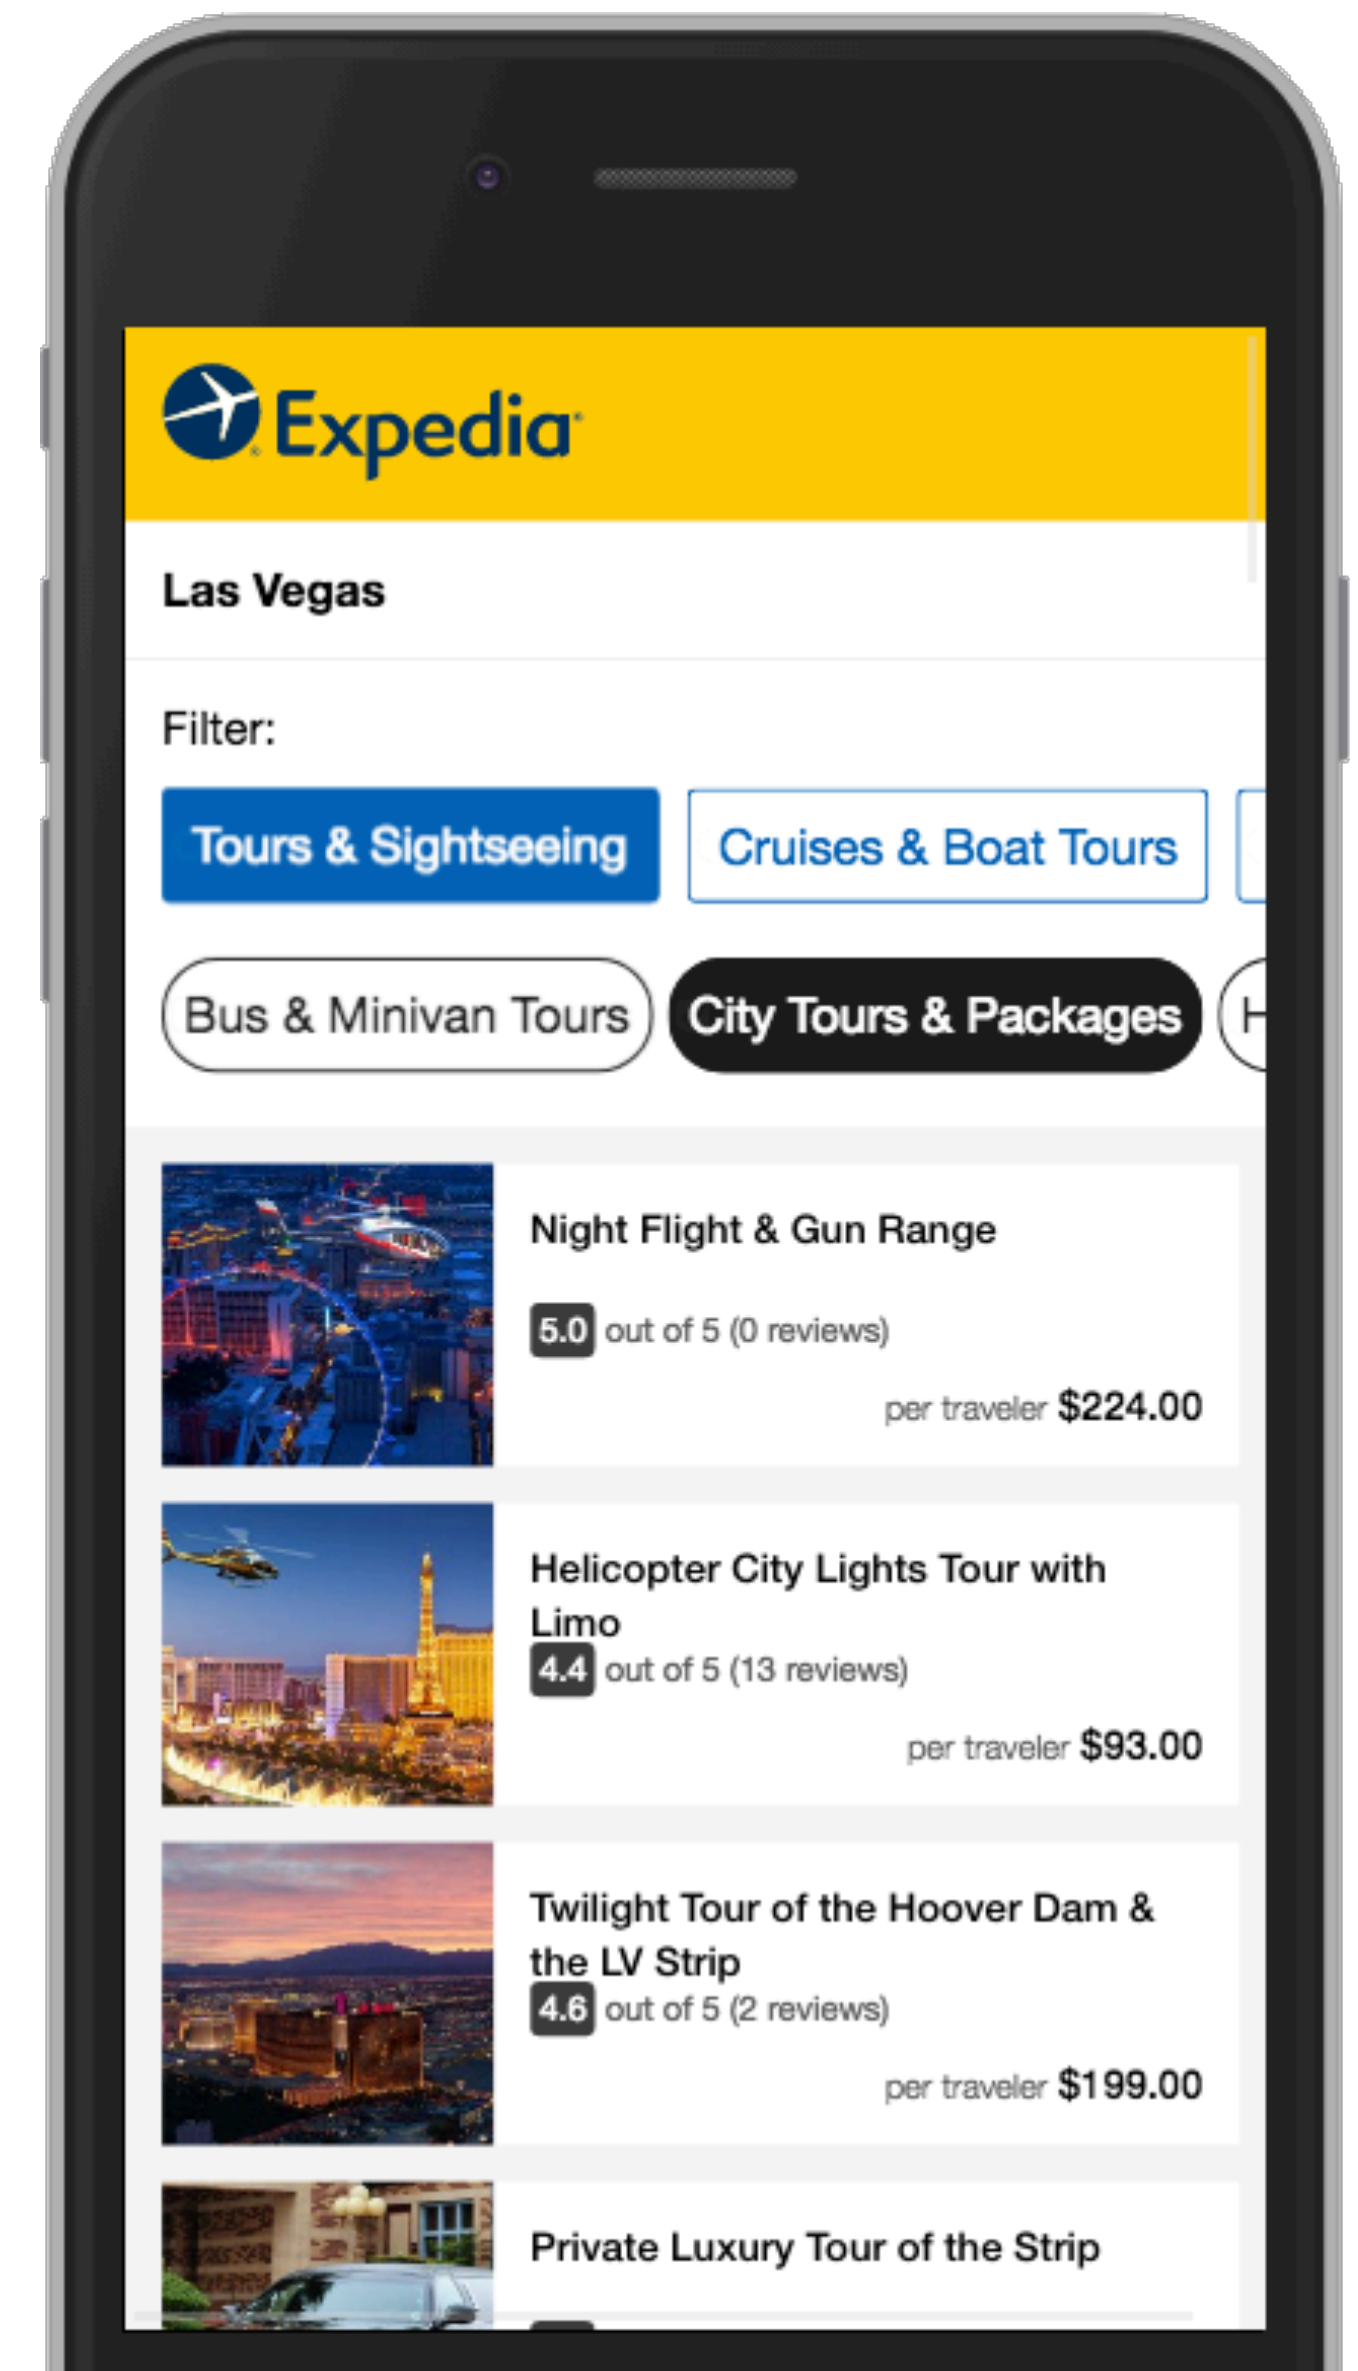 Expedia
Las Vegas
Filter:
Tours & Sightseeing Cruises & Boat Tours
Bus & Minivan Tours City Tours & Packages
Night Flight & Gun Range
5.0 out of 5 (0 reviews)
per traveler $224.00
Helicopter City Lights Tour with
Limo
4.4 out of 5 (13 reviews)
per traveler $93.00
Twilight Tour of the Hoover Dam &
the LV Strip
4.6 out of 5 (2 reviews)
per traveler $199.00
Private Luxury Tour of the Strip